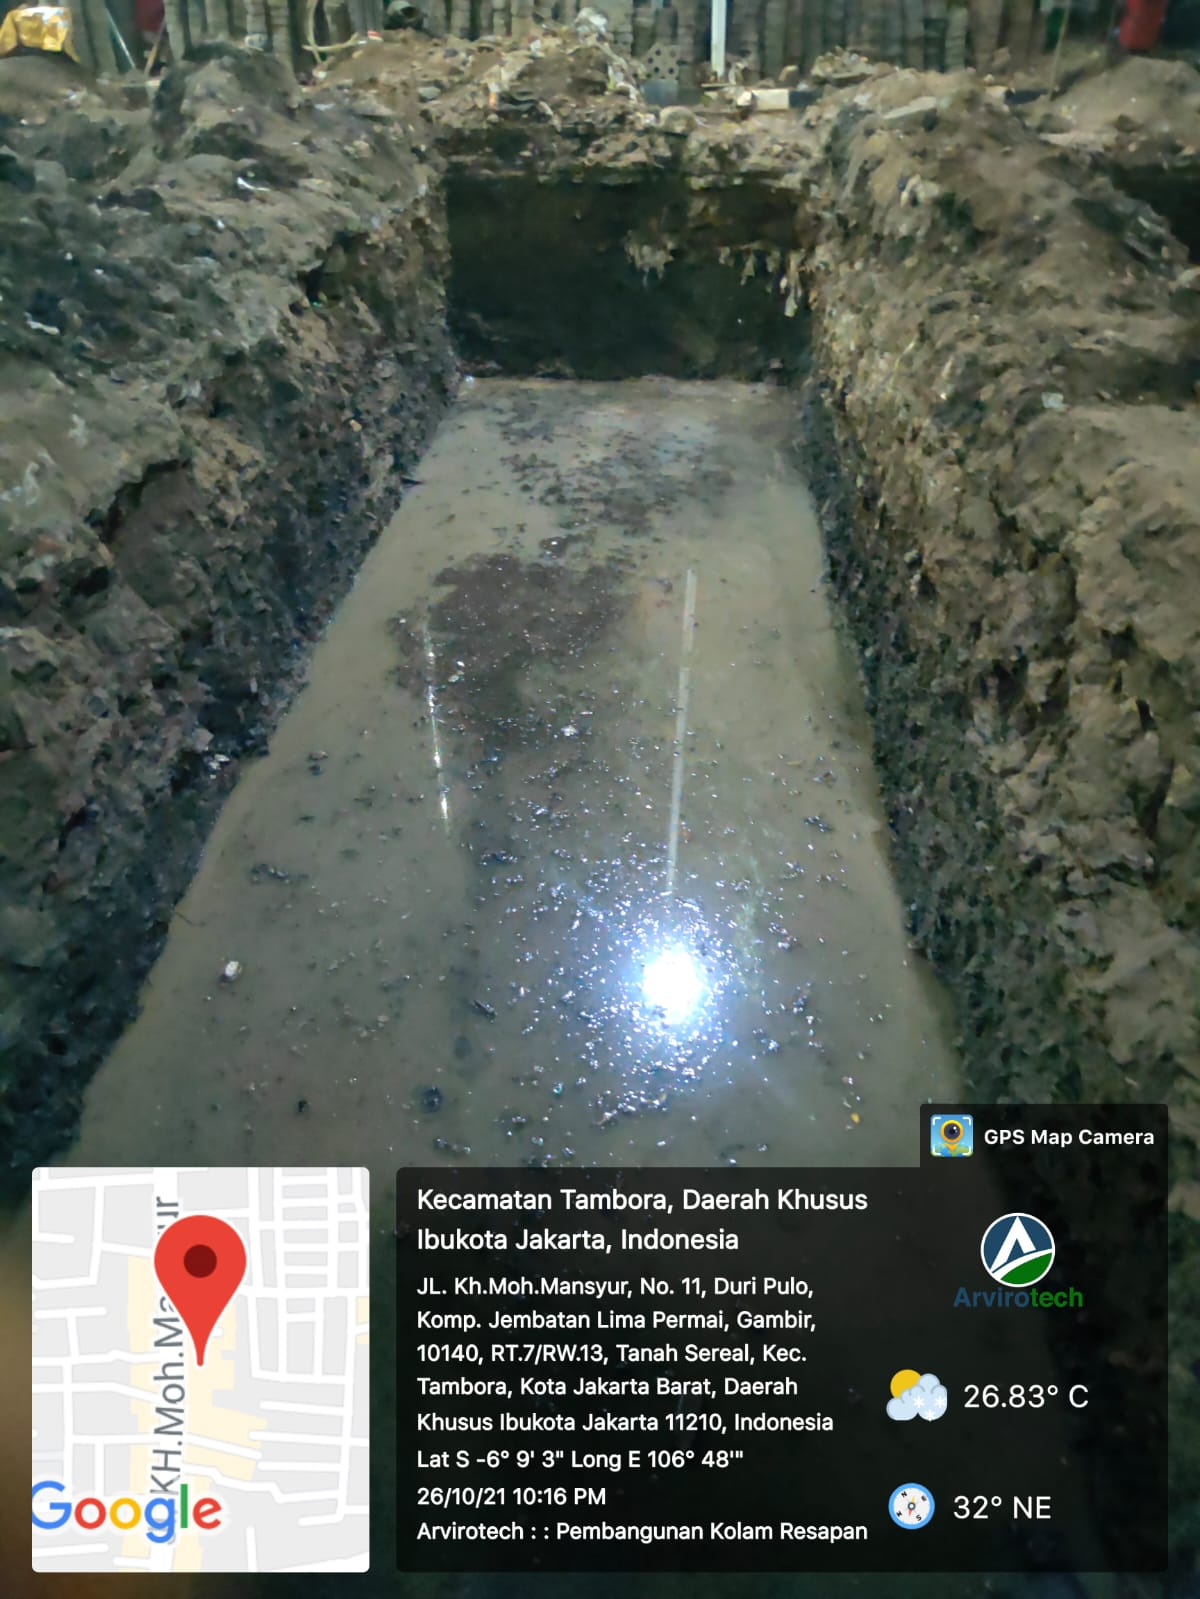 GPS Map Camera
Kecamatan Tambora, Daerah Khusus
Ibukota Jakarta, Indonesia
JL. Kh.Moh.Mansyur, No. 11, Duri Pulo,
Komp. Jembatan Lima Permai, Gambir,
10140, RT.7/RW.13, Tanah Sereal, Kec.
Tambora, Kota Jakarta Barat, Daerah
Khusus Ibukota Jakarta 11210, Indonesia
Lat S -6° 9' 3" Long E 106° 48'"
26/10/21 10:16 PM
Arvirotech : : Pembangunan Kolam Resapan
Arvirotech
26.83° C
32° NE
KH.Moh.Ma
Google